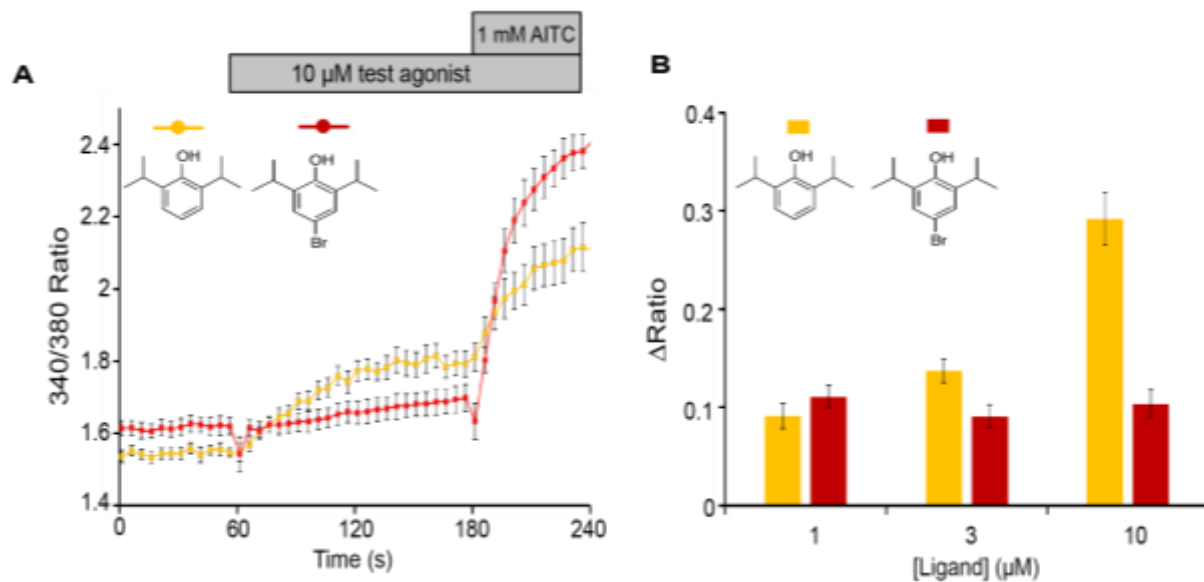 A
1 mM AITC
10 µM test agonist
340/380 Ratio
2.4
2.2
2
1.8
1.6
1.4
OH
OH
Br
0
60
120
180
240
Time (s)
B
ΔRatio
0.4
0.3
0.2
0.1
0
OH
OH
Br
1
3
10
[Ligand] (µM)